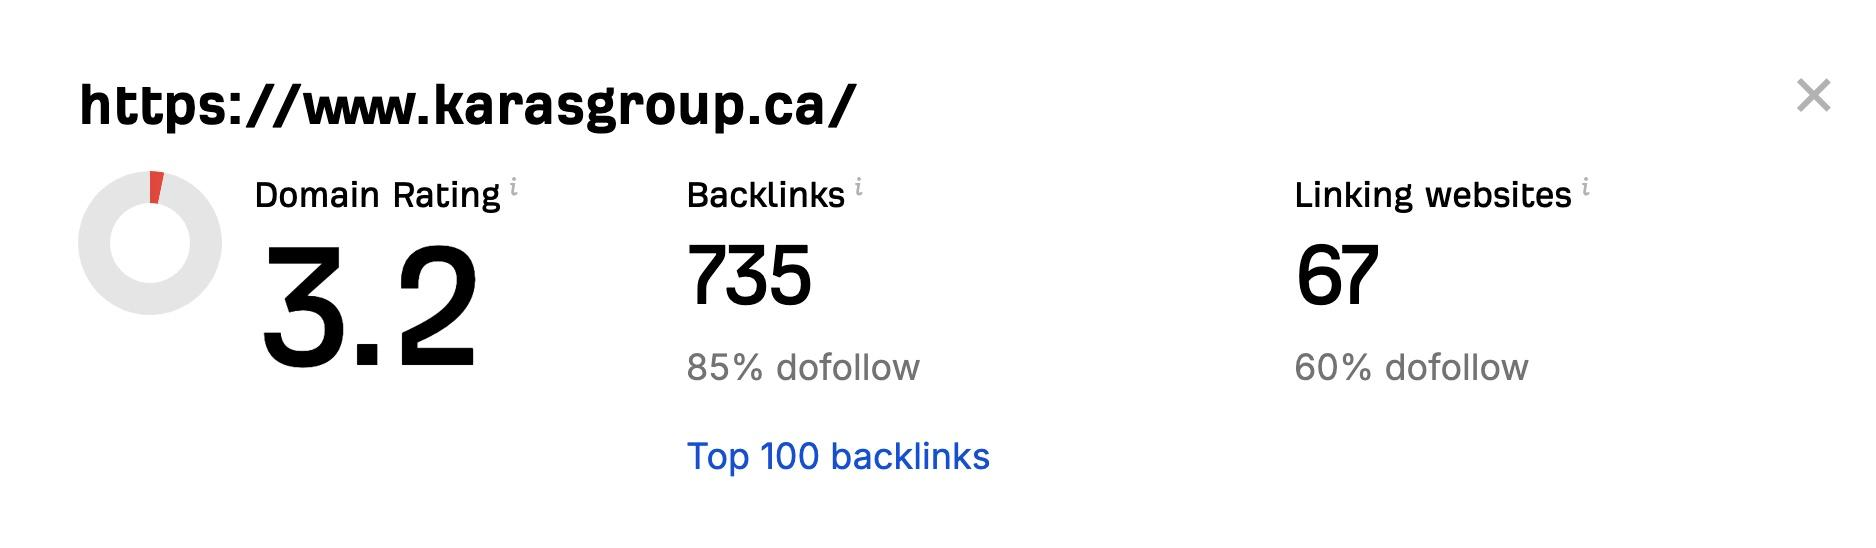 https://www.karasgroup.ca/
Domain Rating i
3.2
Backlinks i
735
85% dofollow
Top 100 backlinks
Linking websites i
67
60% dofollow